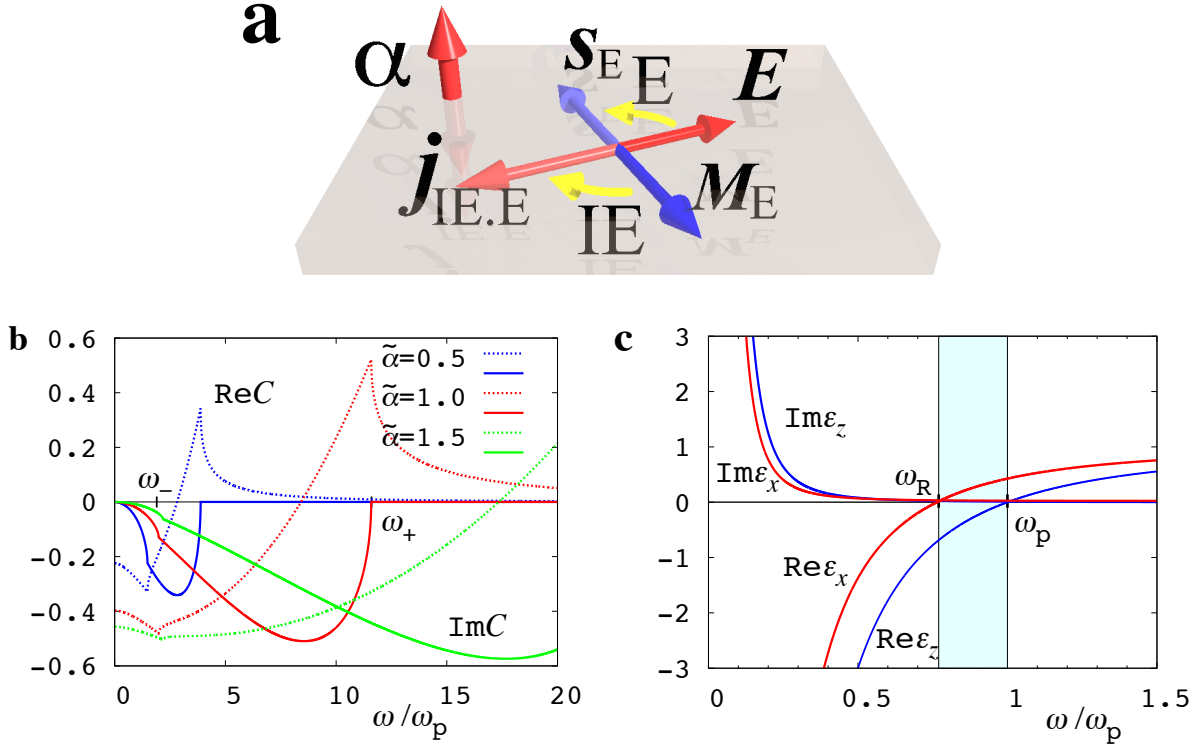 a
α
s_E
E
E
j_IE.E
IE
M_E
b
0.6
0.4
0.2
0
-0.2
-0.4
-0.6
ReC
α̃=0.5
α̃=1.0
α̃=1.5
ω_-
ω_+
ImC
0
5
10
15
20
ω/ω_p
c
3
2
1
0
-1
-2
-3
Imε_z
Imε_x
ω_R
ω_p
Reε_x
Reε_z
0
0.5
1
1.5
ω/ω_p